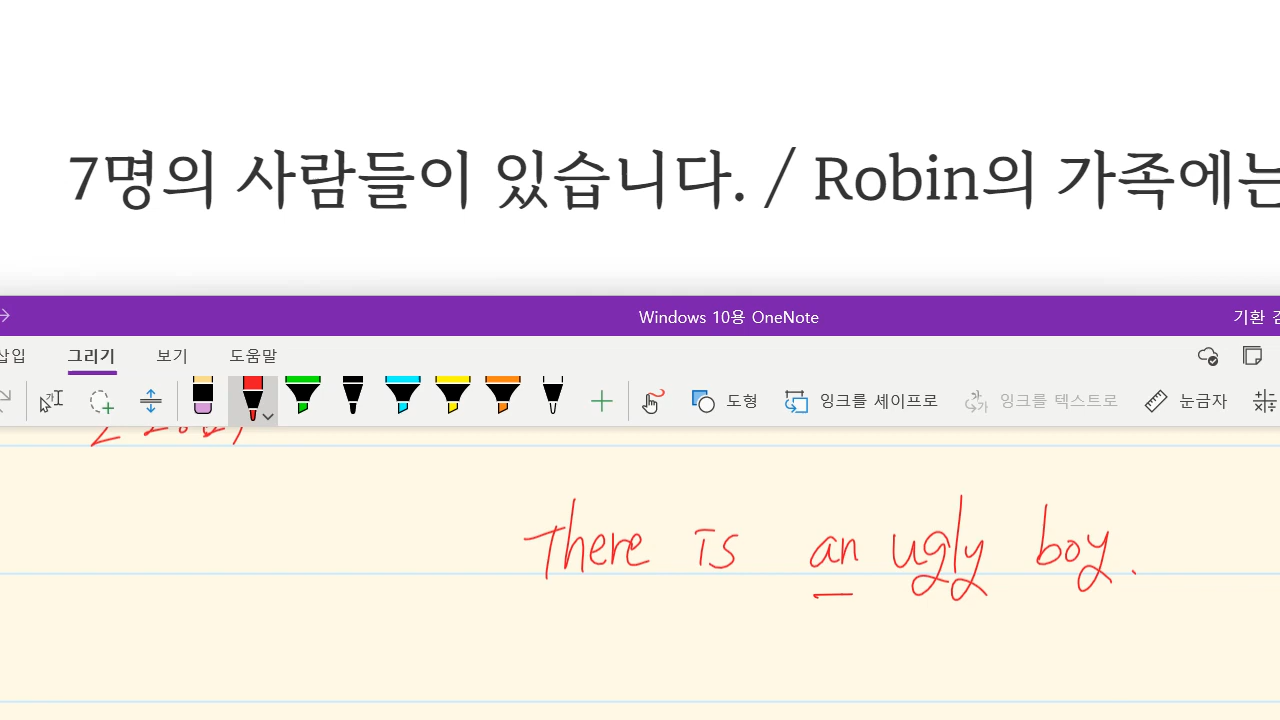 7명의 사람들이 있습니다. / Robin의 가족에는
Windows 10용 OneNote
기환
삽입 그리기 보기 도움말
도형 잉크를 셰이프로 잉크를 텍스트로 눈금자
There is an ugly boy.